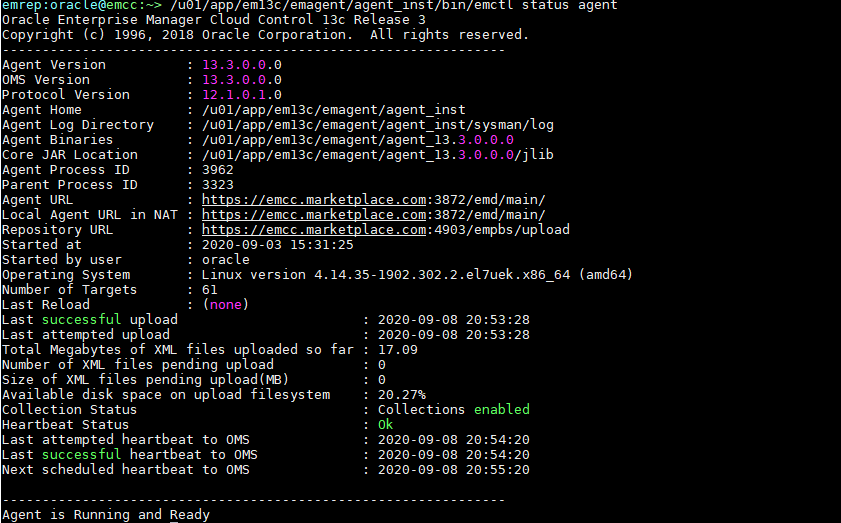 emrep:oracle@emcc:~> /u01/app/em13c/emagent/agent_inst/bin/emctl status agent
Oracle Enterprise Manager Cloud Control 13c Release 3
Copyright (c) 1996, 2018 Oracle Corporation.  All rights reserved.
---------------------------------------------------------------
Agent Version          : 13.3.0.0.0
OMS Version            : 13.3.0.0.0
Protocol Version       : 12.1.0.1.0
Agent Home             : /u01/app/em13c/emagent/agent_inst
Agent Log Directory    : /u01/app/em13c/emagent/agent_inst/sysman/log
Agent Binaries         : /u01/app/em13c/emagent/agent_13.3.0.0.0
Core JAR Location      : /u01/app/em13c/emagent/agent_13.3.0.0.0/jlib
Agent Process ID       : 3962
Parent Process ID      : 3323
Agent URL              : https://emcc.marketplace.com:3872/emd/main/
Local Agent URL in NAT : https://emcc.marketplace.com:3872/emd/main/
Repository URL         : https://emcc.marketplace.com:4903/empbs/upload
Started at             : 2020-09-03 15:31:25
Started by user        : oracle
Operating System       : Linux version 4.14.35-1902.302.2.el7uek.x86_64 (amd64)
Number of Targets      : 61
Last Reload            : (none)
Last successful upload                       : 2020-09-08 20:53:28
Last attempted upload                        : 2020-09-08 20:53:28
Total Megabytes of XML files uploaded so far : 17.09
Number of XML files pending upload           : 0
Size of XML files pending upload(MB)         : 0
Available disk space on upload filesystem    : 20.27%
Collection Status                            : Collections enabled
Heartbeat Status                             : Ok
Last attempted heartbeat to OMS              : 2020-09-08 20:54:20
Last successful heartbeat to OMS             : 2020-09-08 20:54:20
Next scheduled heartbeat to OMS              : 2020-09-08 20:55:20
---------------------------------------------------------------
Agent is Running and Ready